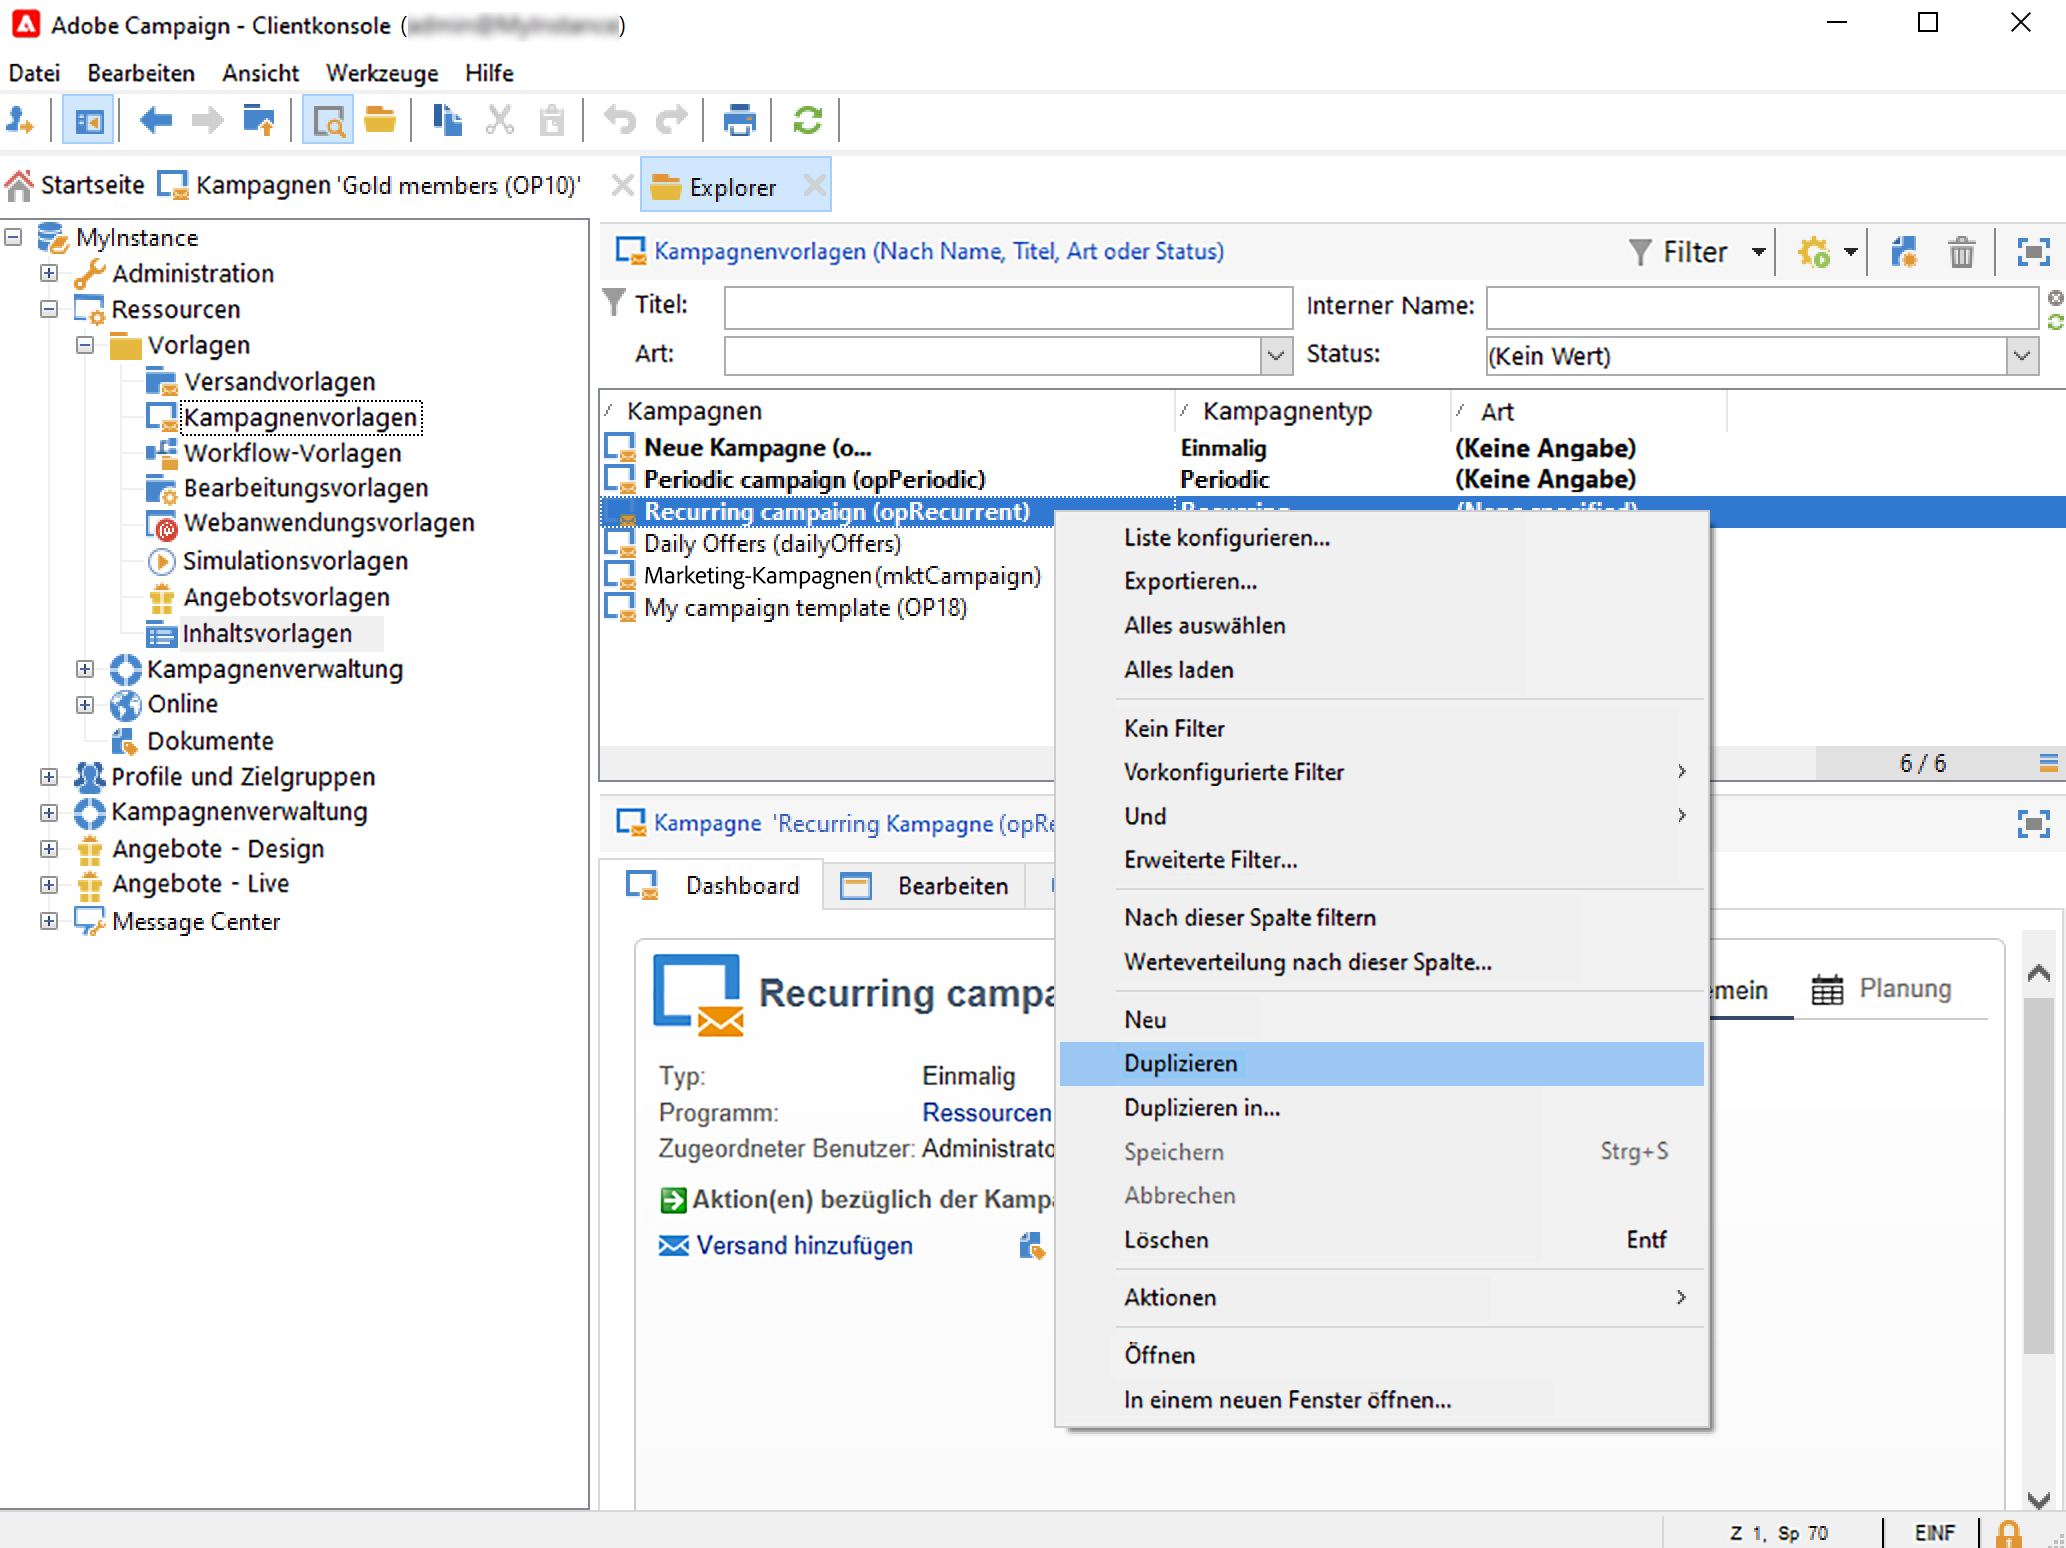 Adobe Campaign - Clientkonsole (
Datei Bearbeiten Ansicht Werkzeuge Hilfe
Startseite Kampagnen 'Gold members (OP10)' Explorer
MyInstance
Administration
Ressourcen
Vorlagen
Versandvorlagen
Kampagnenvorlagen
Workflow-Vorlagen
Bearbeitungsvorlagen
Webanwendungsvorlagen
Simulationsvorlagen
Angebotsvorlagen
Inhaltsvorlagen
Kampagnenverwaltung
Online
Dokumente
Profile und Zielgruppen
Kampagnenverwaltung
Angebote - Design
Angebote - Live
Message Center
Kampagnenvorlagen (Nach Name, Titel, Art oder Status) Filter
Titel: Interner Name:
Art: Status: (Kein Wert)
Kampagnen Kampagnentyp Art
Neue Kampagne (o... Einmalig (Keine Angabe)
Periodic campaign (opPeriodic) Periodic (Keine Angabe)
Recurring campaign (opRecurrent) Recurring (None specified)
Daily Offers (dailyOffers)
Marketing-Kampagnen (mktCampaign)
My campaign template (OP18)
6 / 6
Kampagne 'Recurring Kampagne (opRe
Dashboard Bearbeiten
Recurring campa
emein Planung
Typ: Einmalig
Programm: Ressourcen
Zugeordneter Benutzer: Administrato
Aktion(en) bezüglich der Kampa
Versand hinzufügen
Liste konfigurieren...
Exportieren...
Alles auswählen
Alles laden
Kein Filter
Vorkonfigurierte Filter
Und
Erweiterte Filter...
Nach dieser Spalte filtern
Werteverteilung nach dieser Spalte...
Neu
Duplizieren
Duplizieren in...
Speichern Strg+S
Abbrechen
Löschen Entf
Aktionen
Öffnen
In einem neuen Fenster öffnen...
Z 1, Sp 70 EINF